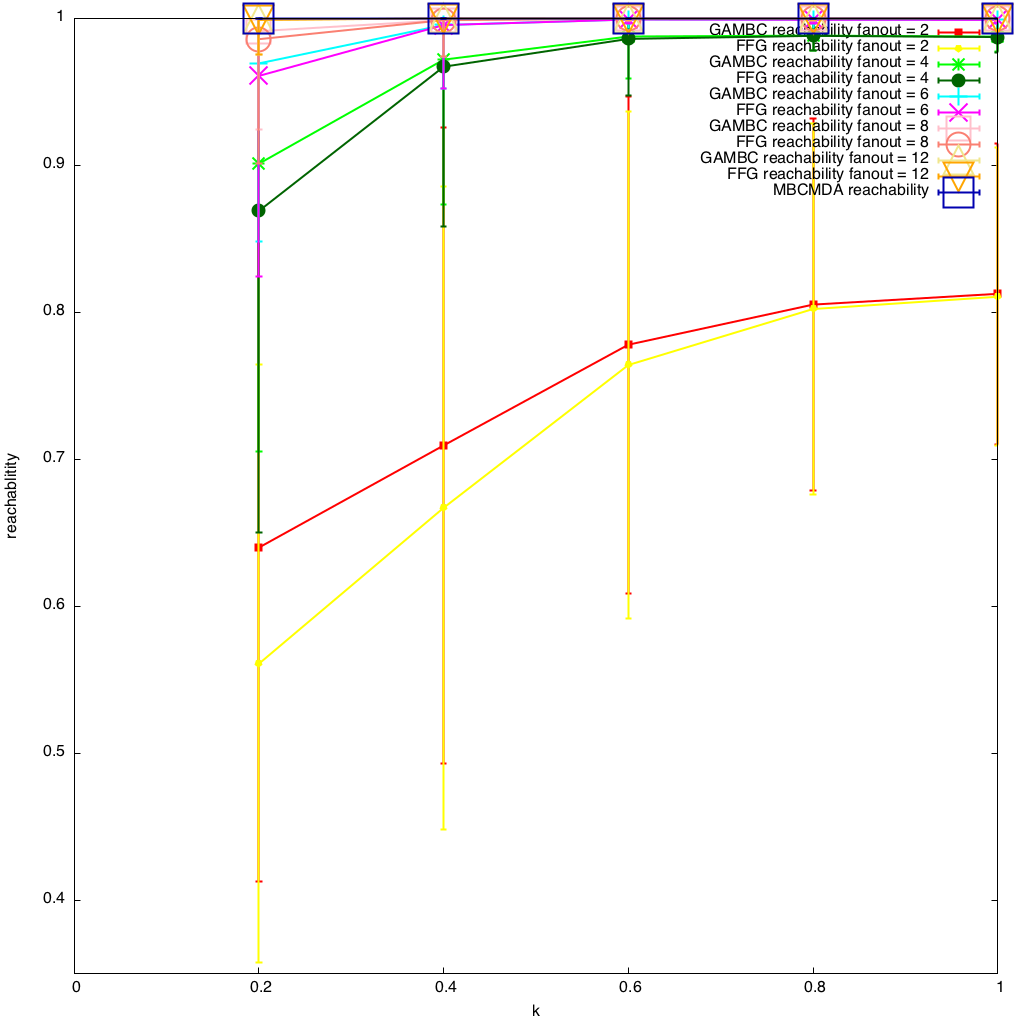 1
0.9
0.8
0.7
0.6
0.5
0.4
0
0.2
0.4
0.6
0.8
1
k
reachablitity
GAMBC reachability fanout = 2
FFG reachability fanout = 2
GAMBC reachability fanout = 4
FFG reachability fanout = 4
GAMBC reachability fanout = 6
FFG reachability fanout = 6
GAMBC reachability fanout = 8
FFG reachability fanout = 8
GAMBC reachability fanout = 12
FFG reachability fanout = 12
MBCMDA reachability